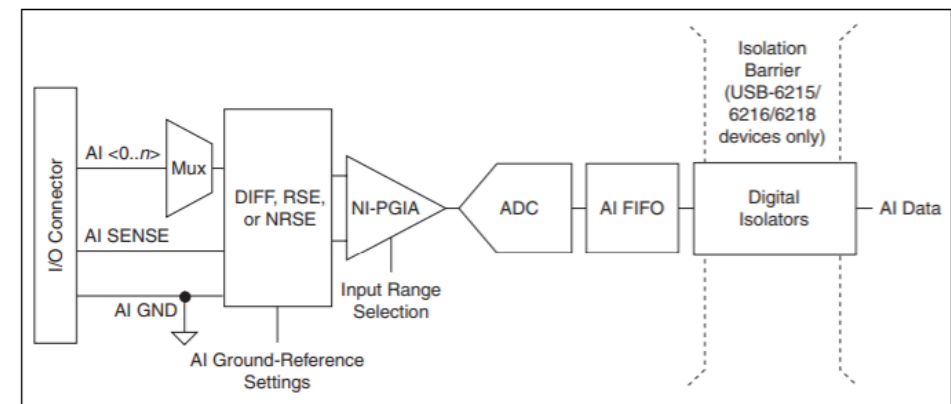 Isolation
Barrier
(USB-6215/
6216/6218
devices only)
I/O Connector
AI <0..n>
Mux
DIFF, RSE,
or NRSE
NI-PGIA
ADC
AI FIFO
Digital
Isolators
AI Data
AI SENSE
AI GND
Input Range
Selection
AI Ground-Reference
Settings